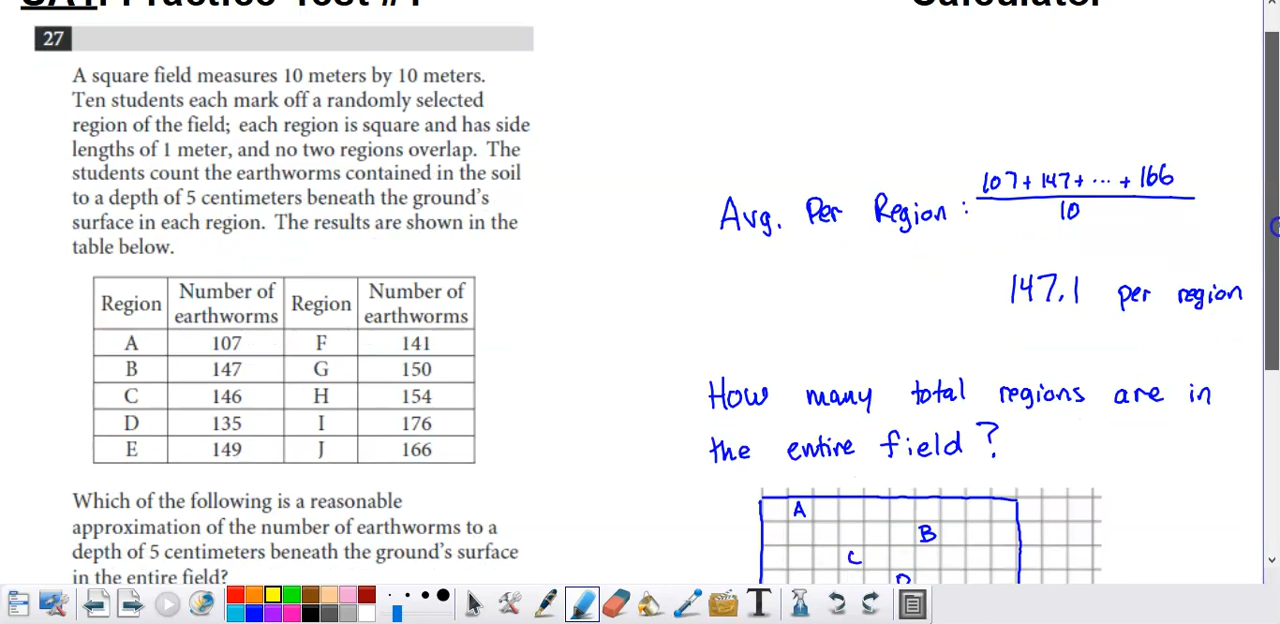 SAT: Practice Test #1
Calculator
27
A square field measures 10 meters by 10 meters.
Ten students each mark off a randomly selected
region of the field; each region is square and has side
lengths of 1 meter, and no two regions overlap. The
students count the earthworms contained in the soil
to a depth of 5 centimeters beneath the ground's
surface in each region. The results are shown in the
table below.
Region Number of earthworms Region Number of earthworms
A 107 F 141
B 147 G 150
C 146 H 154
D 135 I 176
E 149 J 166
Which of the following is a reasonable
approximation of the number of earthworms to a
depth of 5 centimeters beneath the ground's surface
in the entire field?
Avg. Per Region: 107 + 147 + ... + 166
10
147.1 per region
How many total regions are in
the entire field?
A
B
C
D
T